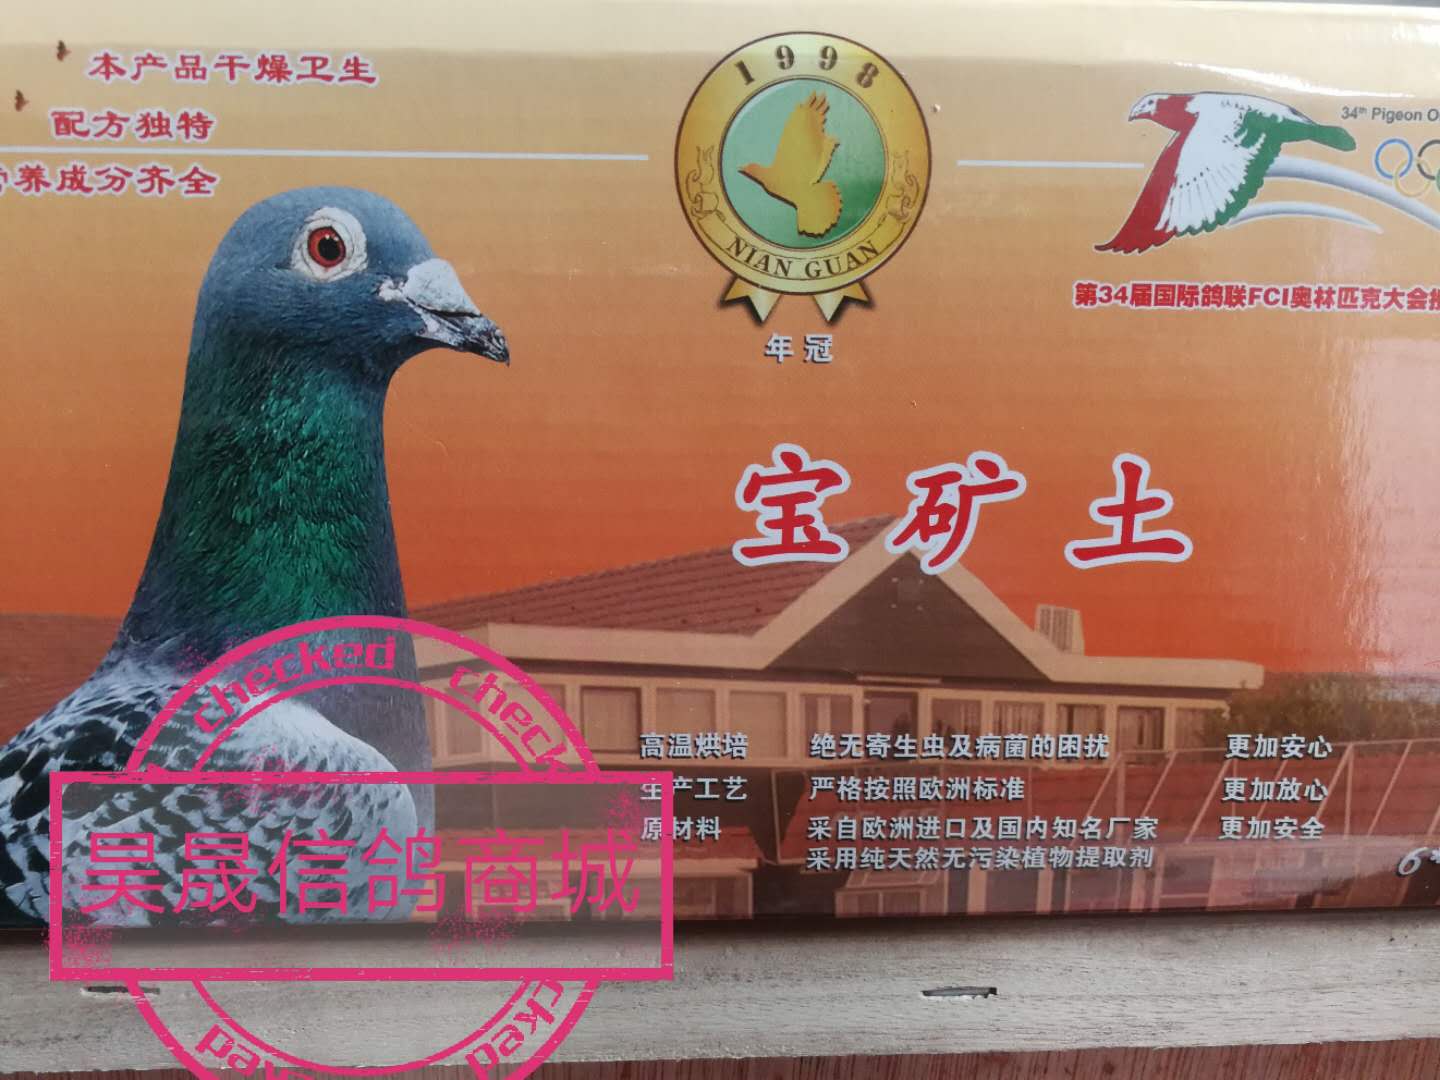 本产品干燥卫生
配方独特
营养成分齐全
1998
NIAN GUAN
年冠
34th Pigeon O
第34届国际鸽联FCI奥林匹克大会
宝矿土
高温烘培 绝无寄生虫及病菌的困扰 更加安心
生产工艺 严格按照欧洲标准 更加放心
原材料 采自欧洲进口及国内知名厂家 更加安全
采用纯天然无污染植物提取剂
6*
checked check
昊晟信鸽商城